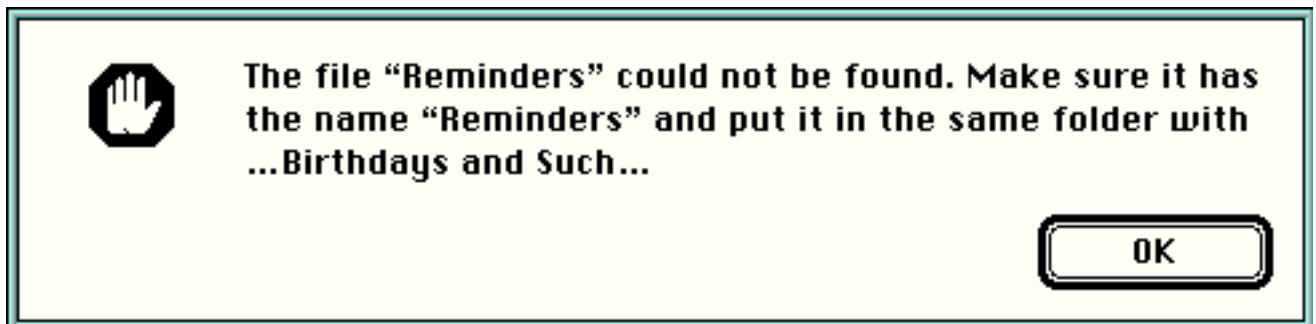 The file “Reminders” could not be found. Make sure it has
the name “Reminders” and put it in the same folder with
...Birthdays and Such...
OK